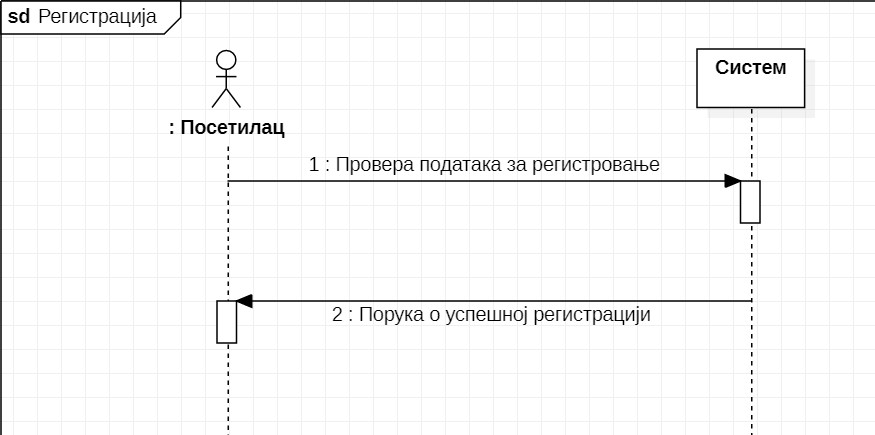 sd Регистрација
Систем
: Посетилац
1 : Провера података за регистровање
2 : Порука о успешној регистрацији